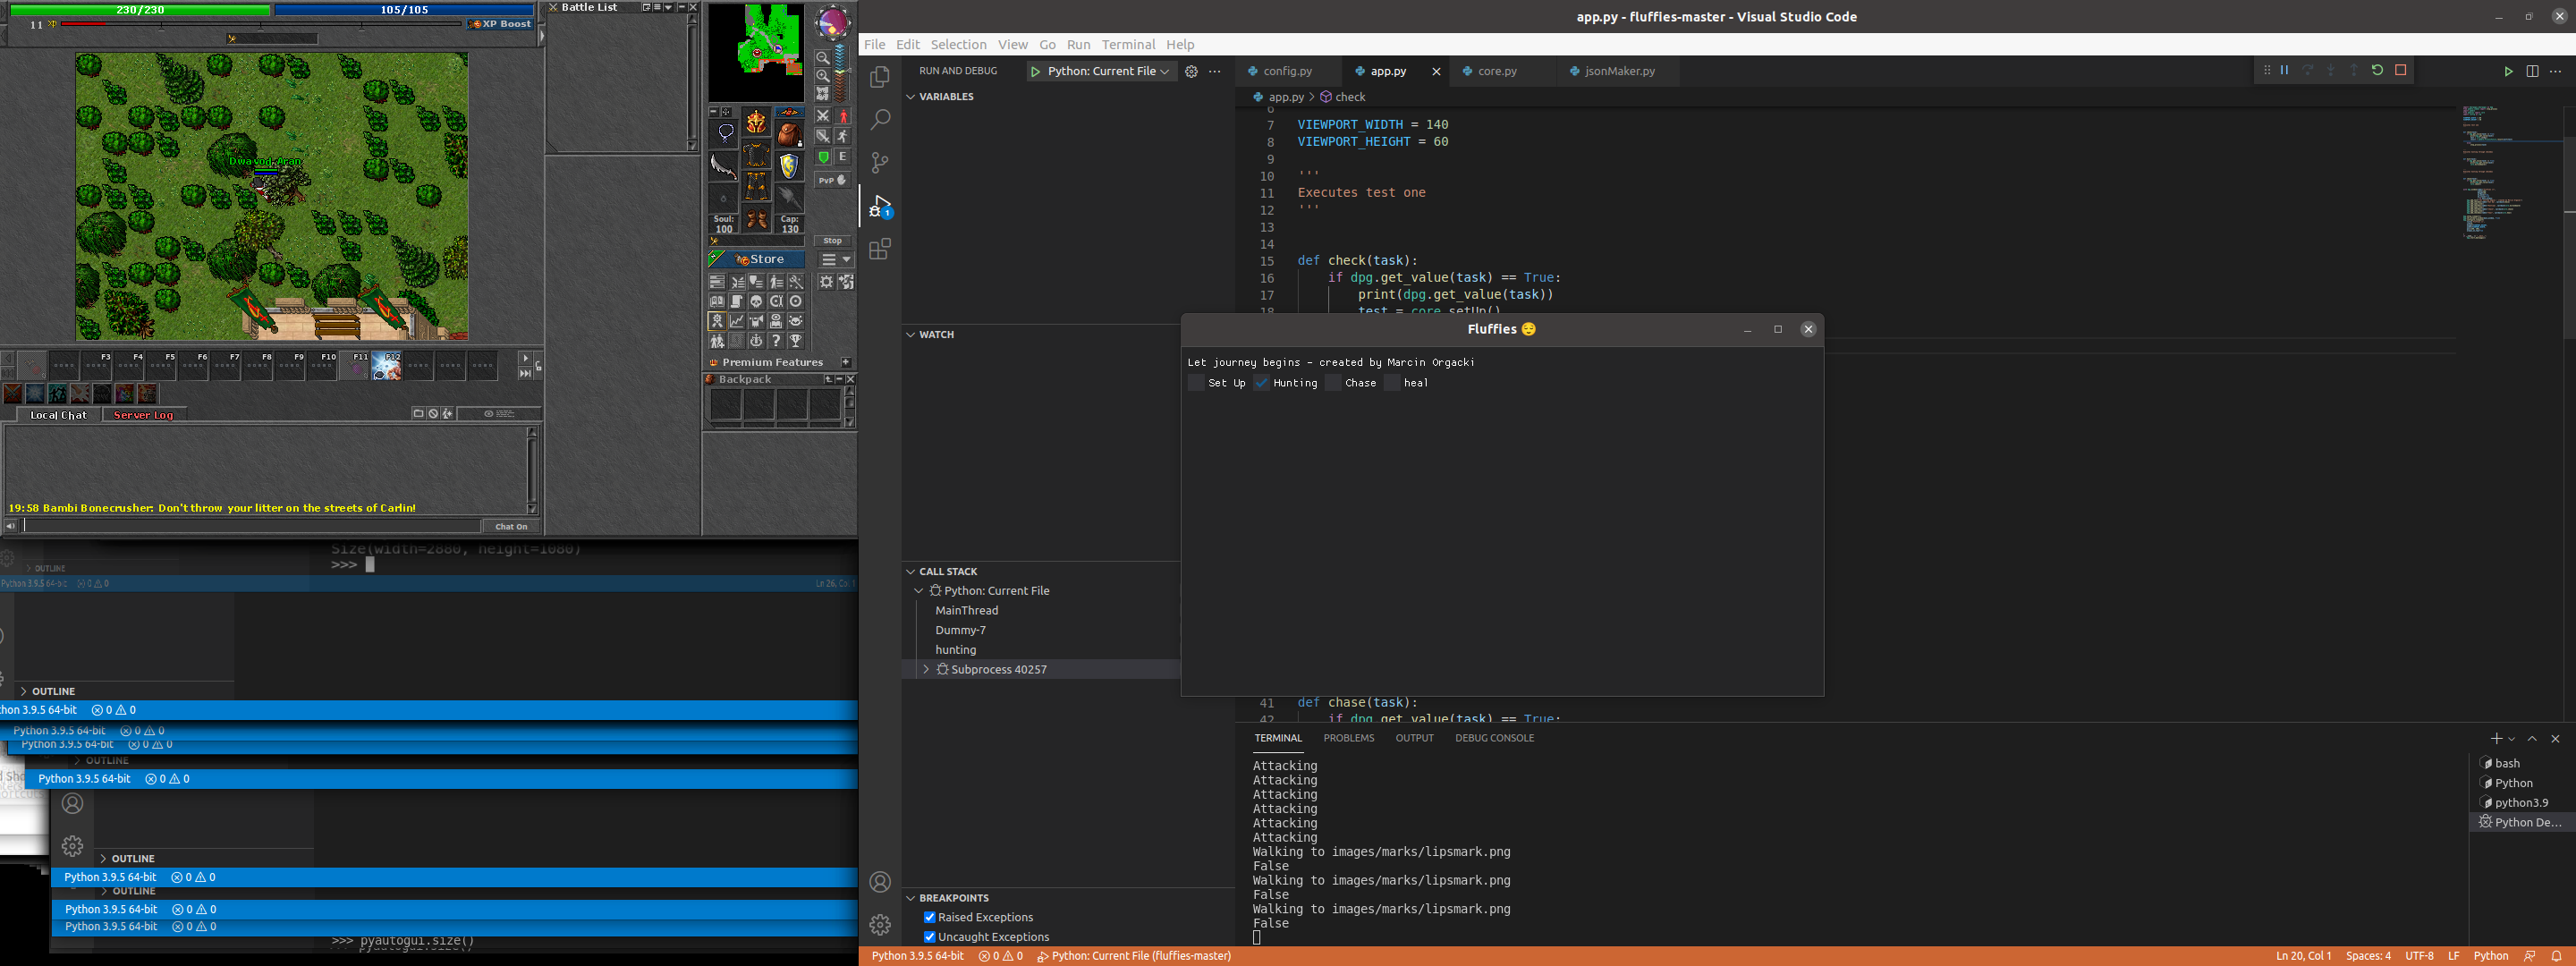 230/230
105/105
11
XP Boost
Battle List
Dwavod Aran
Soul:
100
Cap:
130
PvP
E
Stop
Store
Premium Features
Backpack
F3 F4 F5 F6 F7 F8 F9 F10 F11 F12
Local Chat
Server Log
19:58 Bambi Bonecrusher: Don't throw your litter on the streets of Carlin!
Chat On
Size(width=2880, height=1080)
>>>
OUTLINE
Python 3.9.5 64-bit 0 0
Ln 26, Col 1
OUTLINE
thon 3.9.5 64-bit 0 0
Python 3.9.5 64-bit 0 0
Python 3.9.5 64-bit 0 0
OUTLINE
Python 3.9.5 64-bit 0 0
OUTLINE
Python 3.9.5 64-bit 0 0
OUTLINE
Python 3.9.5 64-bit 0 0
Python 3.9.5 64-bit 0 0
>>> pyautogui.size()
app.py - fluffies-master - Visual Studio Code
File Edit Selection View Go Run Terminal Help
RUN AND DEBUG
Python: Current File
VARIABLES
WATCH
CALL STACK
Python: Current File
MainThread
Dummy-7
hunting
Subprocess 40257
BREAKPOINTS
Raised Exceptions
Uncaught Exceptions
1
config.py
app.py
core.py
jsonMaker.py
app.py > check
6
7 VIEWPORT_WIDTH = 140
8 VIEWPORT_HEIGHT = 60
9
10 '''
11 Executes test one
12 '''
13
14
15 def check(task):
16 if dpg.get_value(task) == True:
17 print(dpg.get_value(task))
18 test = core.setUp()
Fluffies
Let journey begins - created by Marcin Orgacki
Set Up Hunting Chase heal
41 def chase(task):
42 if dpg.get_value(task) == True:
TERMINAL PROBLEMS OUTPUT DEBUG CONSOLE
Attacking
Attacking
Attacking
Attacking
Attacking
Attacking
Walking to images/marks/lipsmark.png
False
Walking to images/marks/lipsmark.png
False
Walking to images/marks/lipsmark.png
False
bash
Python
python3.9
Python De...
Python 3.9.5 64-bit 0 0 Python: Current File (fluffies-master)
Ln 20, Col 1 Spaces: 4 UTF-8 LF Python